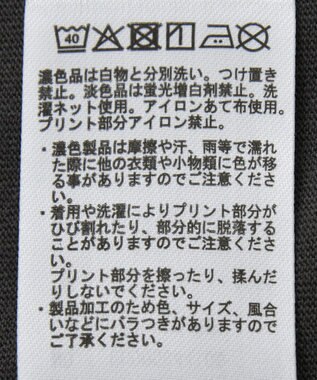 40
濃色品は白物と分別洗い。つけ置き
禁止。淡色品は蛍光増白剤禁止。洗
濯ネット使用。アイロンあて布使用。
プリント部分アイロン禁止。
・濃色製品は摩擦や汗、雨等で濡れ
た際に他の衣類や小物類に色が移
る事がありますのでご注意くださ
い。
・着用や洗濯によりプリント部分が
ひび割れたり、部分的に脱落する
ことがありますのでご注意くださ
い。
プリント部分を擦ったり、揉んだ
りしないでください。
・製品加工のため色、サイズ、風合
いなどにバラつきがありますので
ご了承ください。